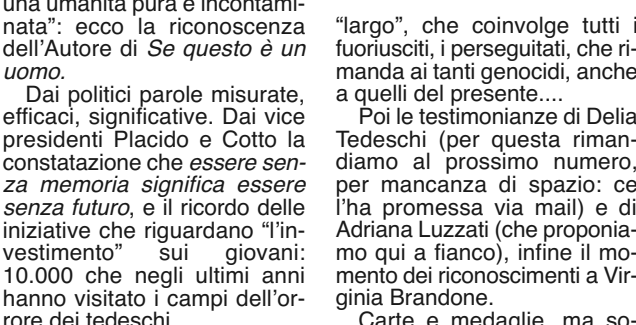 una umanità pura e incontami-
nata”: ecco la riconoscenza
dell’Autore di Se questo è un
uomo.
Dai politici parole misurate,
efficaci, significative. Dai vice
presidenti Placido e Cotto la
constatazione che essere sen-
za memoria significa essere
senza futuro, e il ricordo delle
iniziative che riguardano “l’in-
vestimento” sui giovani:
10.000 che negli ultimi anni
hanno visitato i campi dell’or-
rore dei tedeschi
“largo”, che coinvolge tutti i
fuoriusciti, i perseguitati, che ri-
manda ai tanti genocidi, anche
a quelli del presente....
Poi le testimonianze di Delia
Tedeschi (per questa riman-
diamo al prossimo numero,
per mancanza di spazio: ce
l’ha promessa via mail) e di
Adriana Luzzati (che proponia-
mo qui a fianco), infine il mo-
mento dei riconoscimenti a Vir-
ginia Brandone.
Carte e medaglie, ma so-